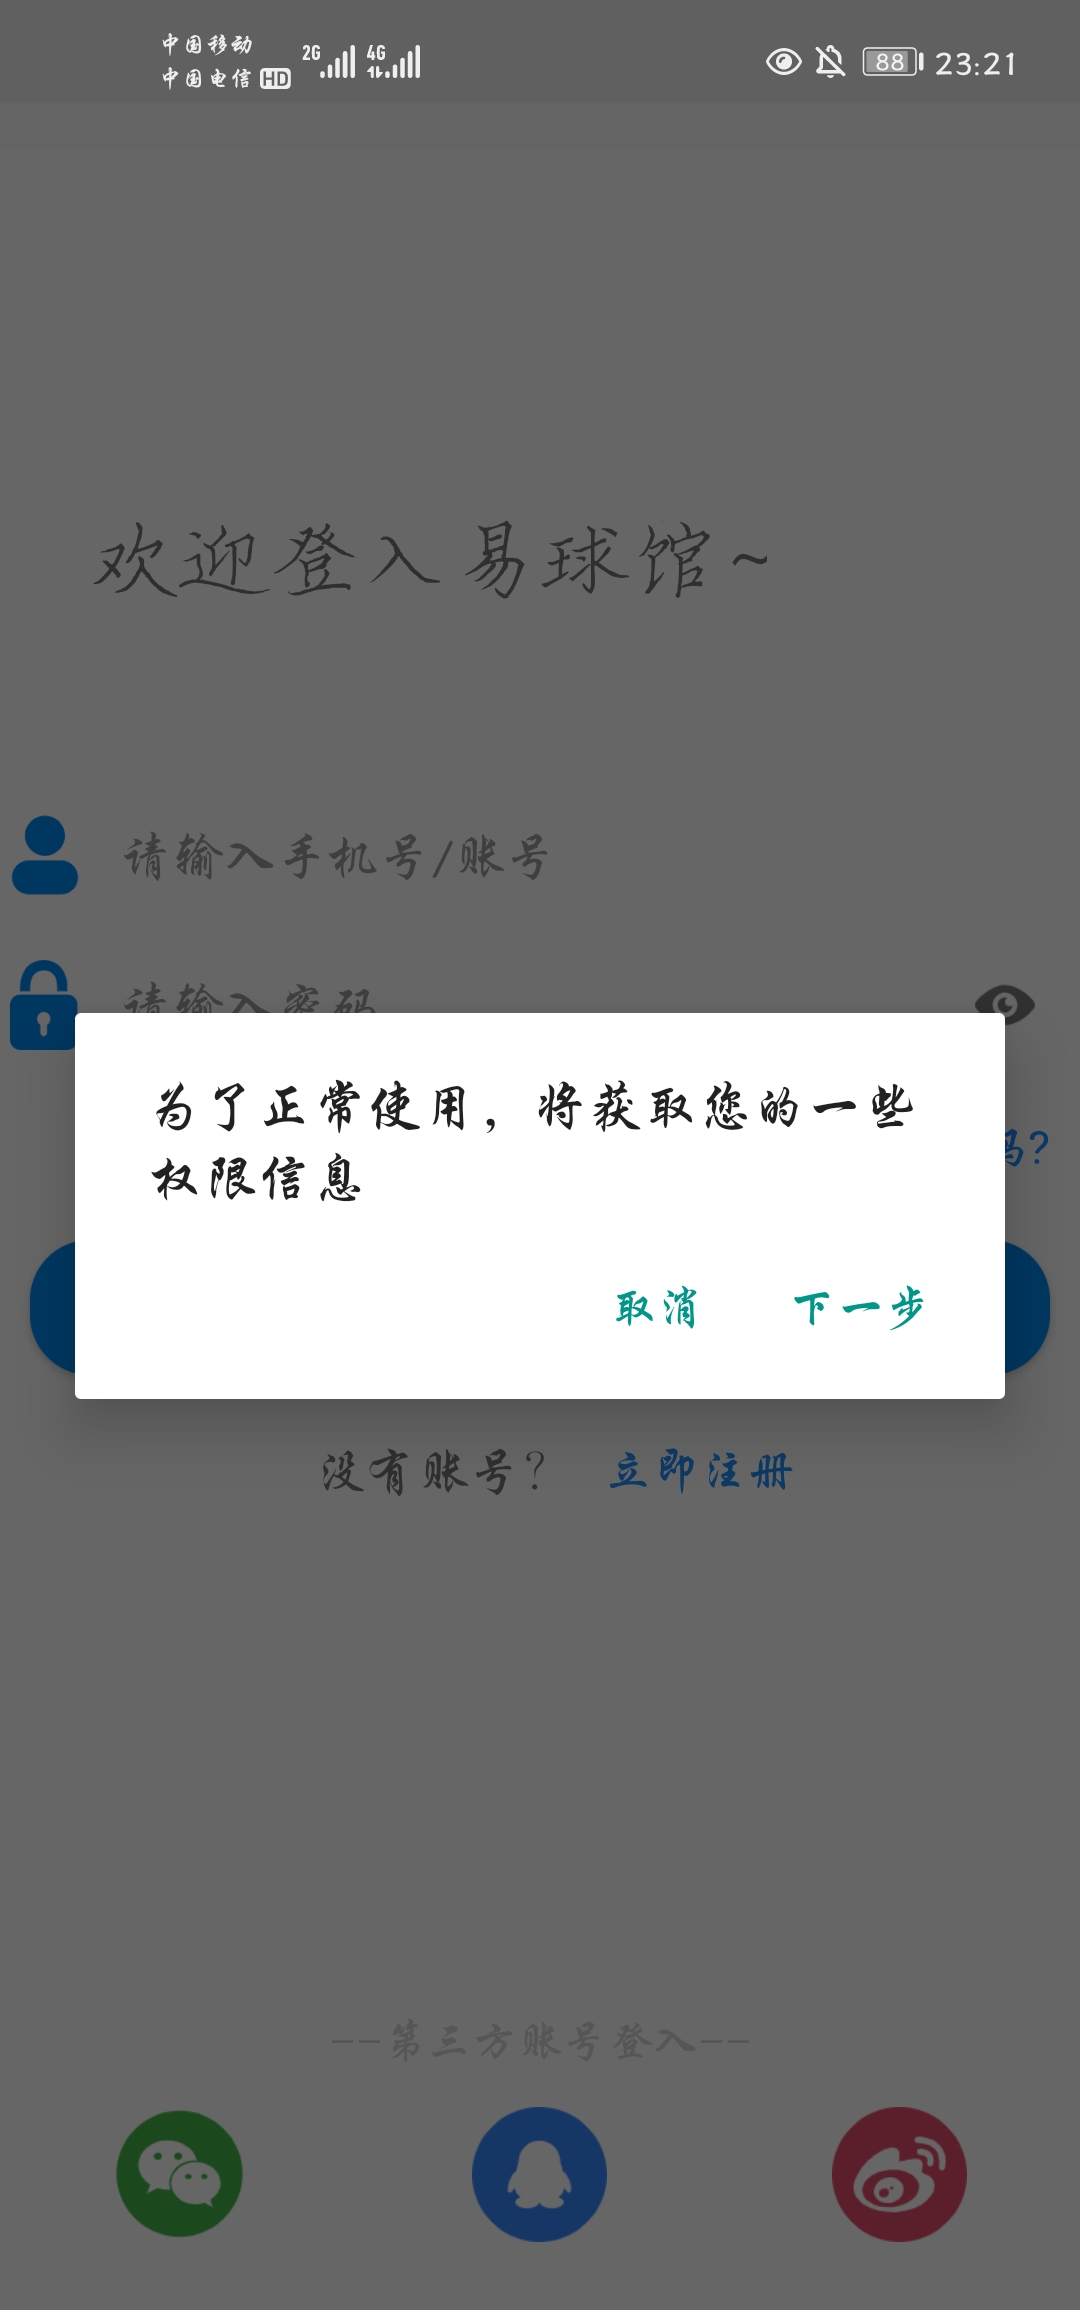 中国移动
中国电信 HD 2G 4G 88 23:21
欢迎登入易球馆~
请输入手机号/账号
请输入密码
为了正常使用，将获取您的一些
权限信息
码?
取消 下一步
没有账号? 立即注册
--第三方账号登入--